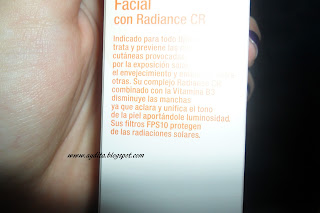 Facial
con Radiance CR
Indicado para todo
trata y previene las
cutáneas provocadas
por la exposición
el envejecimiento y
otras. Su complejo Radiance CR
combinado con la Vitamina B3
disminuye las manchas
ya que aclara y unifica el tono
de la piel aportándole luminosidad.
Sus filtros FPS10 protegen
de las radiaciones solares.
www.aydita.blogspot.com